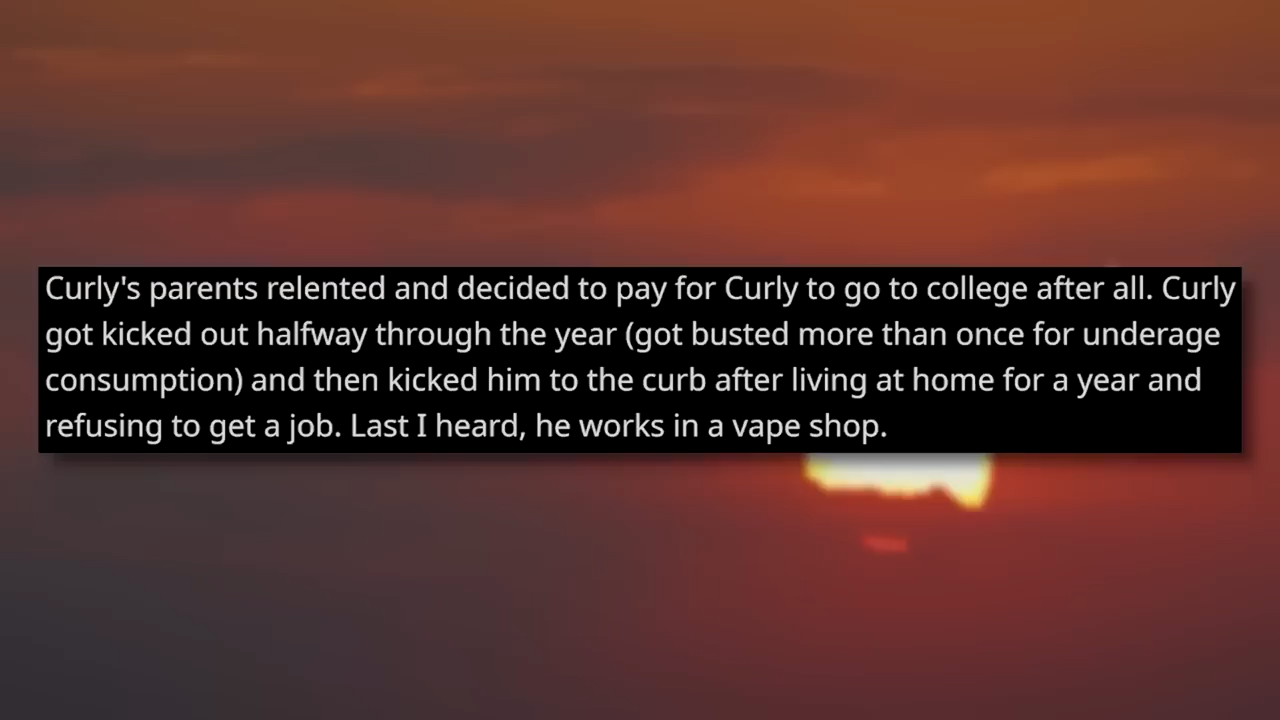 Curly's parents relented and decided to pay for Curly to go to college after all. Curly
got kicked out halfway through the year (got busted more than once for underage
consumption) and then kicked him to the curb after living at home for a year and
refusing to get a job. Last I heard, he works in a vape shop.